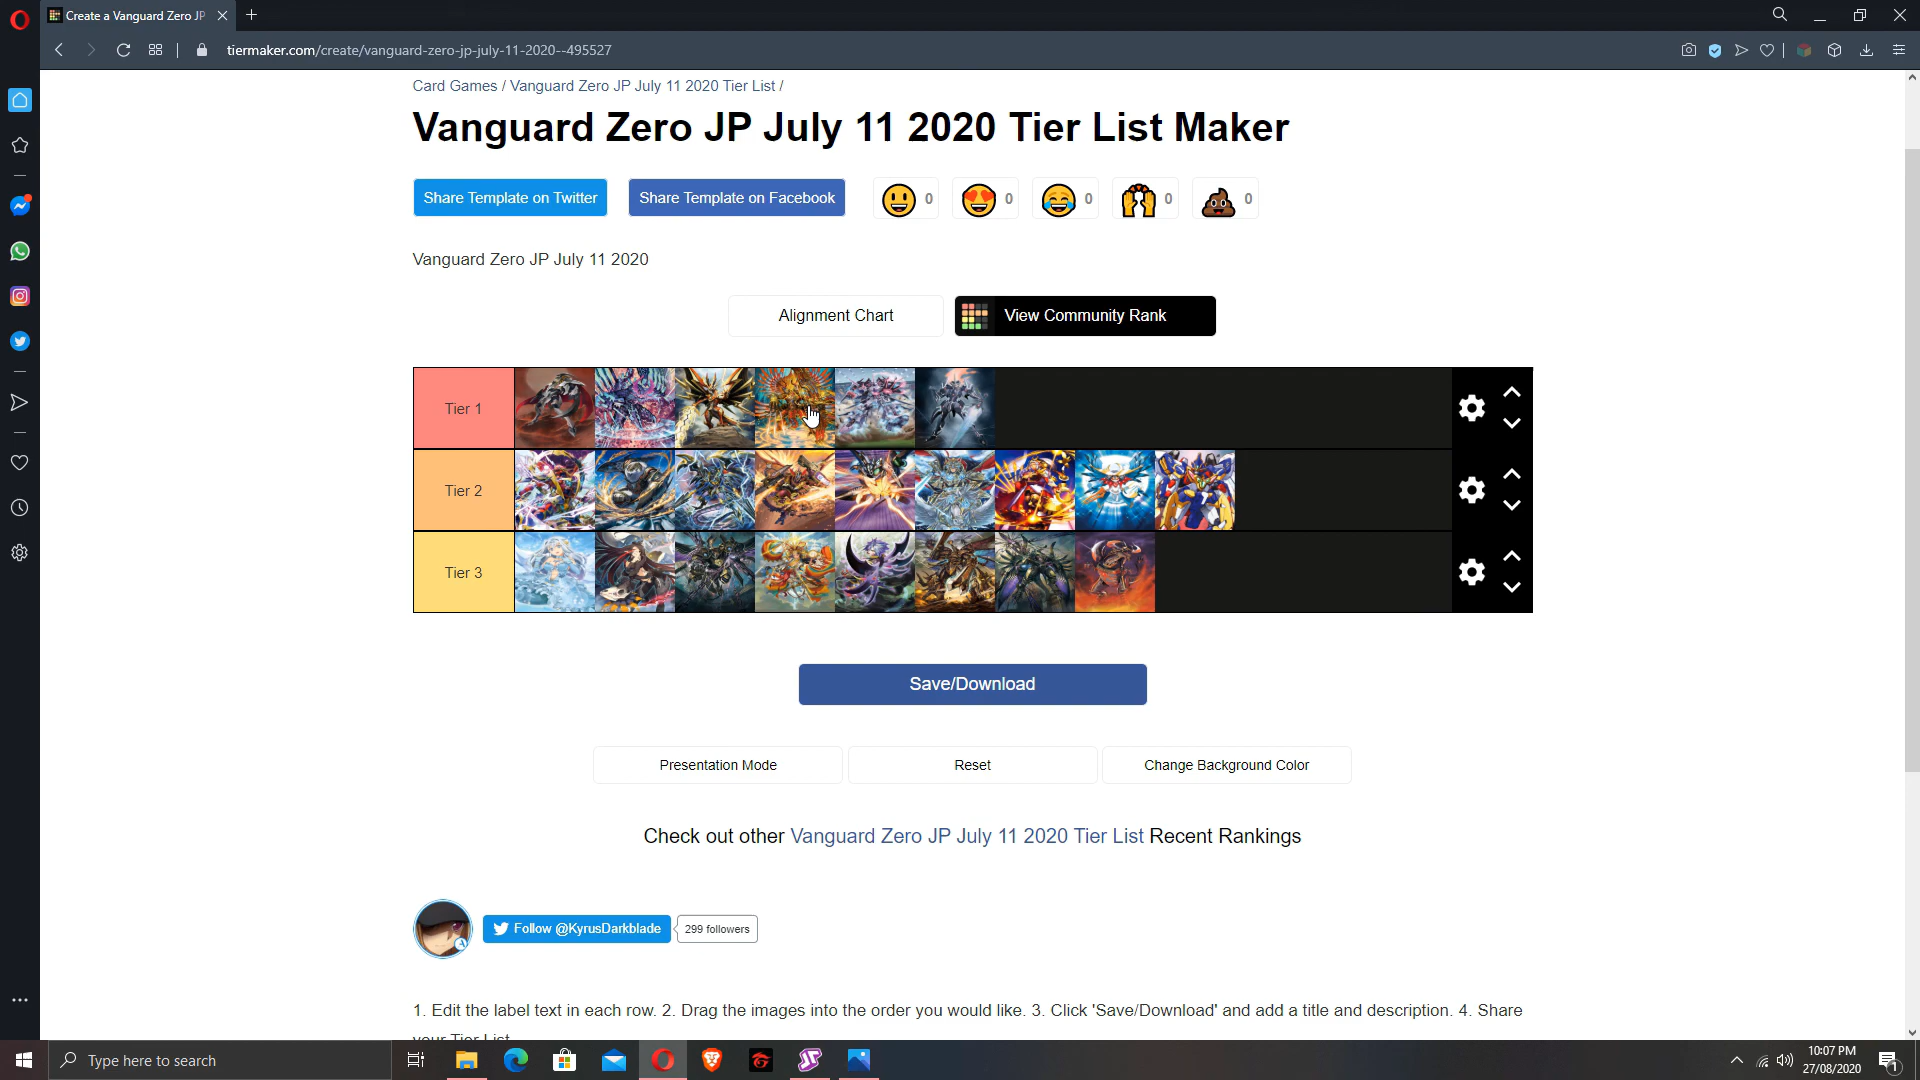 Create a Vanguard Zero JP
tiermaker.com/create/vanguard-zero-jp-july-11-2020--495527
Card Games / Vanguard Zero JP July 11 2020 Tier List /
Vanguard Zero JP July 11 2020 Tier List Maker
Share Template on Twitter
Share Template on Facebook
0
0
0
0
0
Vanguard Zero JP July 11 2020
Alignment Chart
View Community Rank
Tier 1
Tier 2
Tier 3
Save/Download
Presentation Mode
Reset
Change Background Color
Check out other Vanguard Zero JP July 11 2020 Tier List Recent Rankings
Follow @KyrusDarkblade
299 followers
1. Edit the label text in each row. 2. Drag the images into the order you would like. 3. Click 'Save/Download' and add a title and description. 4. Share
your Tier List.
Type here to search
10:07 PM
27/08/2020
1